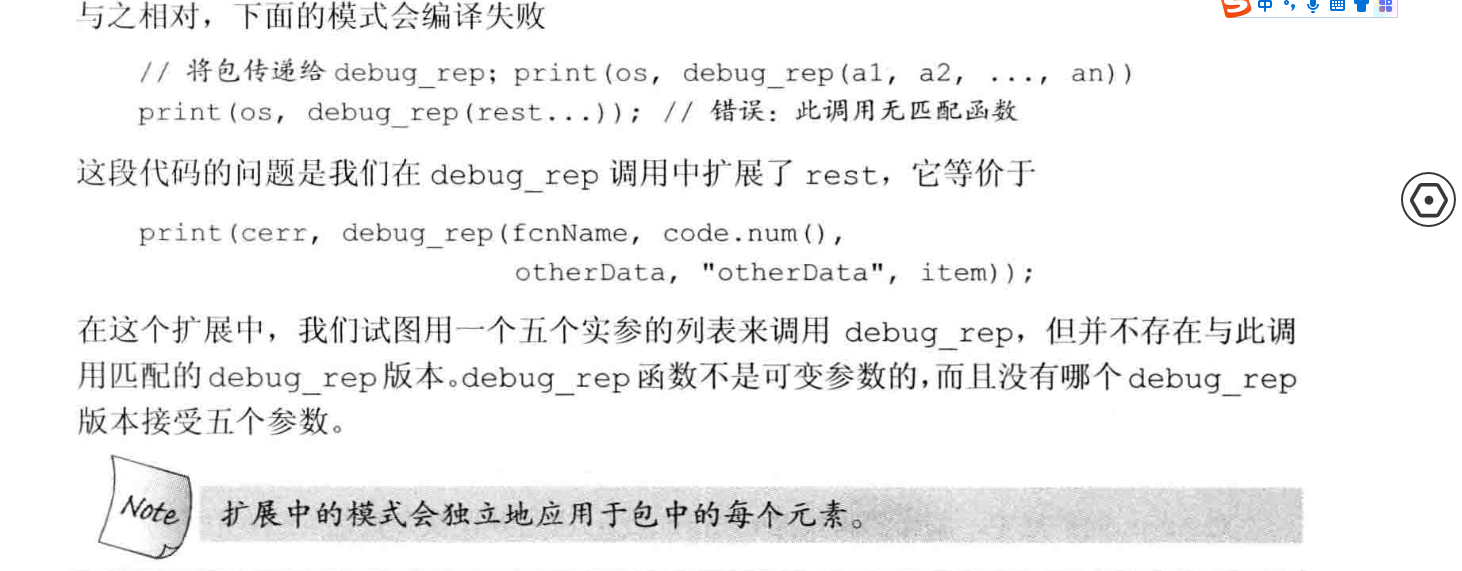 与之相对，下面的模式会编译失败
// 将包传递给 debug_rep; print(os, debug_rep(a1, a2, ..., an))
print(os, debug_rep(rest...)); // 错误：此调用无匹配函数
这段代码的问题是我们在 debug_rep 调用中扩展了 rest，它等价于
print(cerr, debug_rep(fcnName, code.num(),
otherData, "otherData", item));
在这个扩展中，我们试图用一个五个实参的列表来调用 debug_rep，但并不存在与此调
用匹配的 debug_rep 版本。debug_rep 函数不是可变参数的，而且没有哪个 debug_rep
版本接受五个参数。
Note 扩展中的模式会独立地应用于包中的每个元素。
中